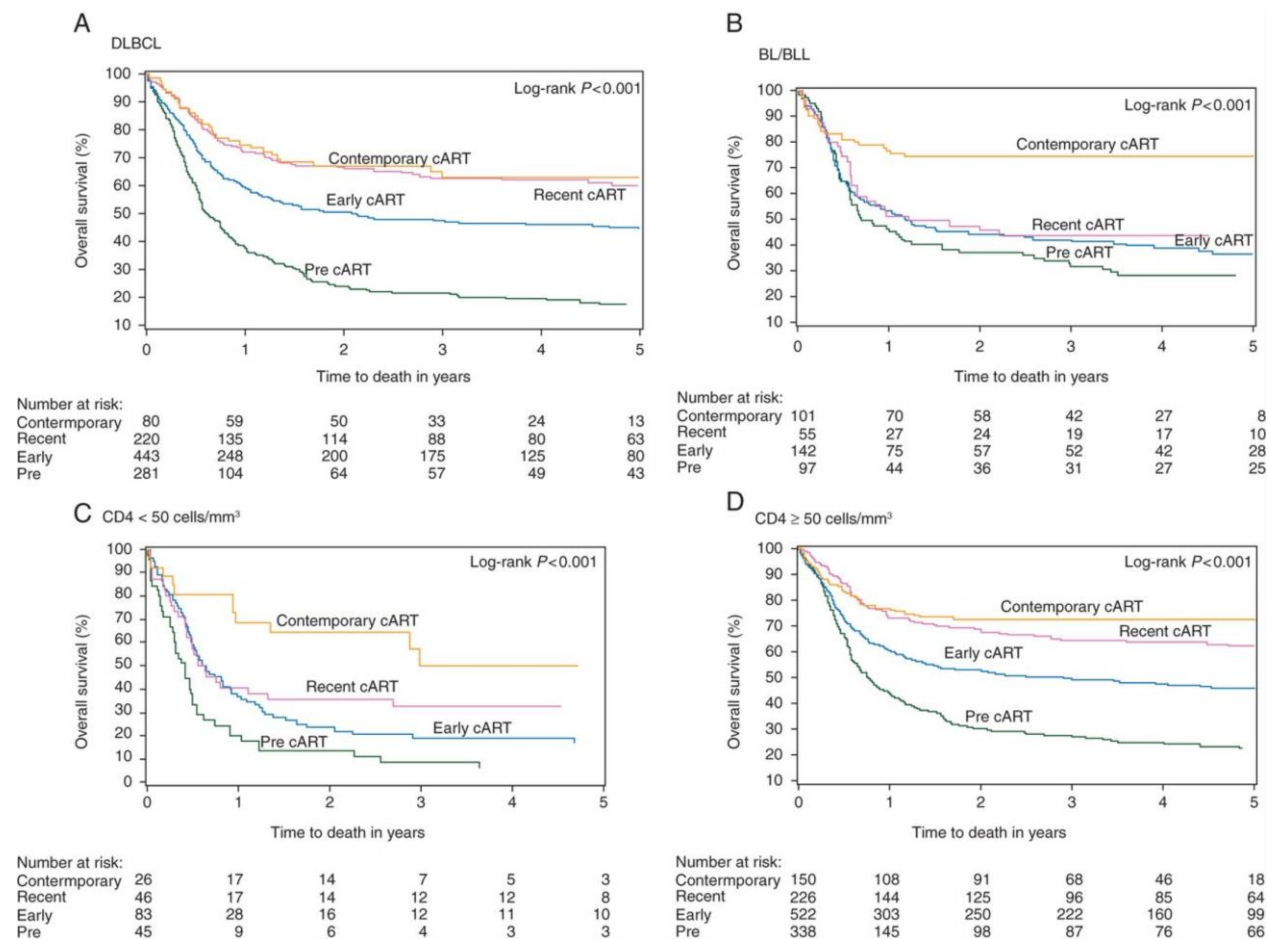 A
DLBCL
Log-rank P<0.001
100
90
80
70
60
50
40
30
20
10
Overall survival (%)
Contemporary cART
Recent cART
Early cART
Pre cART
0 1 2 3 4 5
Time to death in years
Number at risk:
Contermporary 80 59 50 33 24 13
Recent 220 135 114 88 80 63
Early 443 248 200 175 125 80
Pre 281 104 64 57 49 43
B
BL/BLL
Log-rank P<0.001
100
90
80
70
60
50
40
30
20
10
Overall survival (%)
Contemporary cART
Recent cART
Early cART
Pre cART
0 1 2 3 4 5
Time to death in years
Number at risk:
Contermporary 101 70 58 42 27 8
Recent 55 27 24 19 17 10
Early 142 75 57 52 42 28
Pre 97 44 36 31 27 25
C
CD4 < 50 cells/mm³
Log-rank P<0.001
100
90
80
70
60
50
40
30
20
10
0
Overall survival (%)
Contemporary cART
Recent cART
Early cART
Pre cART
0 1 2 3 4 5
Time to death in years
Number at risk:
Contermporary 26 17 14 7 5 3
Recent 46 17 14 12 12 8
Early 83 28 16 12 11 10
Pre 45 9 6 4 3 3
D
CD4 ≥ 50 cells/mm³
Log-rank P<0.001
100
90
80
70
60
50
40
30
20
10
Overall survival (%)
Contemporary cART
Recent cART
Early cART
Pre cART
0 1 2 3 4 5
Time to death in years
Number at risk:
Contermporary 150 108 91 68 46 18
Recent 226 144 125 96 85 64
Early 522 303 250 222 160 99
Pre 338 145 98 87 76 66